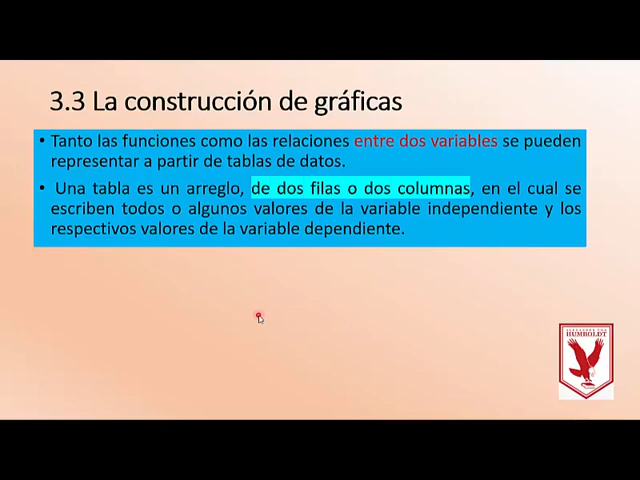 3.3 La construcción de gráficas
• Tanto las funciones como las relaciones entre dos variables se pueden
representar a partir de tablas de datos.
• Una tabla es un arreglo, de dos filas o dos columnas, en el cual se
escriben todos o algunos valores de la variable independiente y los
respectivos valores de la variable dependiente.
HUMBOLDT